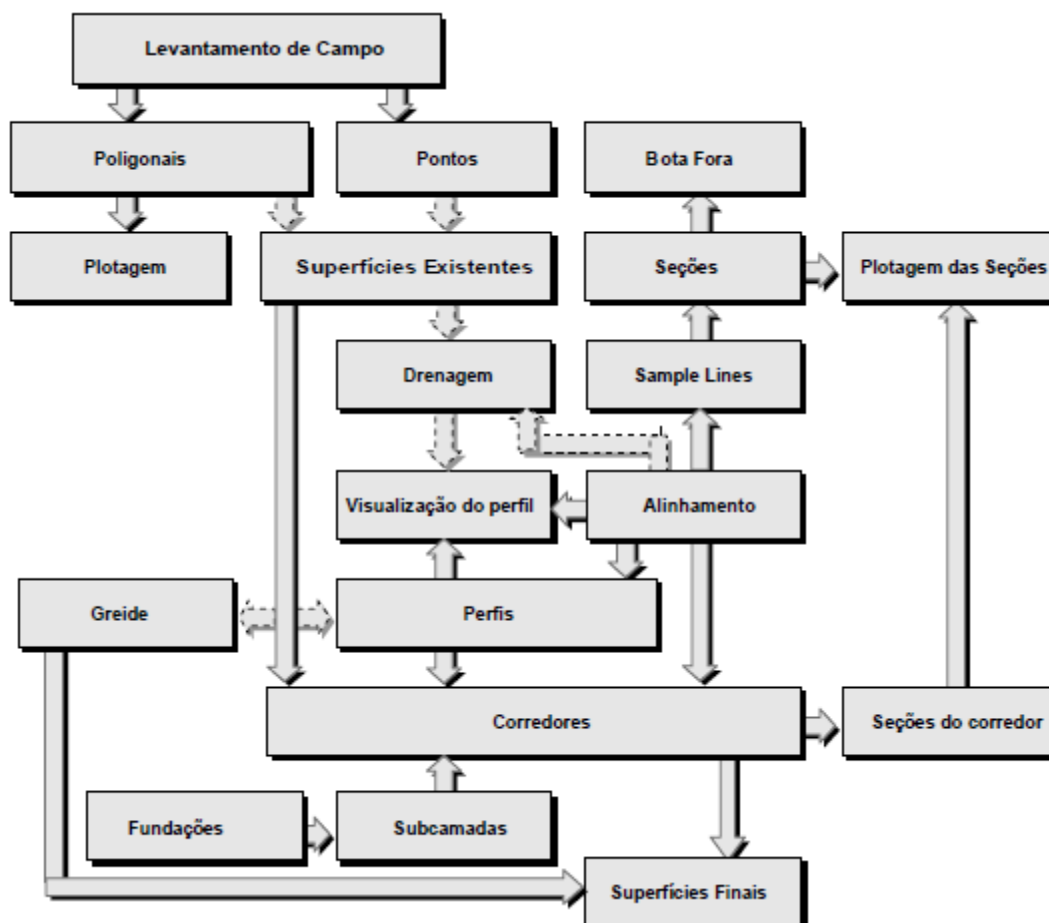 Levantamento de Campo
Poligonais
Pontos
Bota Fora
Plotagem
Superfícies Existentes
Seções
Plotagem das Seções
Drenagem
Sample Lines
Visualização do perfil
Alinhamento
Greide
Perfis
Corredores
Seções do corredor
Fundações
Subcamadas
Superfícies Finais